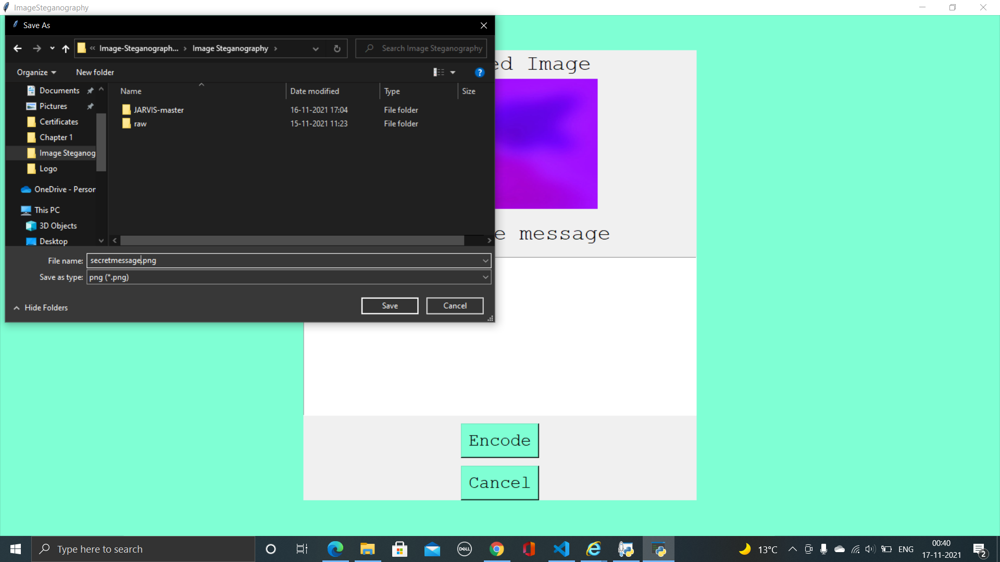 ImageSteganography
Save As
« Image-Steganograph... › Image Steganography ›
Search Image Steganography
Organize
New folder
?
Documents
Pictures
Certificates
Chapter 1
Image Steganog
Logo
OneDrive - Person
This PC
3D Objects
Desktop
Name Date modified Type Size
JARVIS-master 16-11-2021 17:04 File folder
raw 15-11-2021 11:23 File folder
File name: secretmessage.png
Save as type: png (*.png)
Hide Folders
Save
Cancel
ed Image
e message
Encode
Cancel
Type here to search
DELL
13°C
ENG
00:40
17-11-2021
2